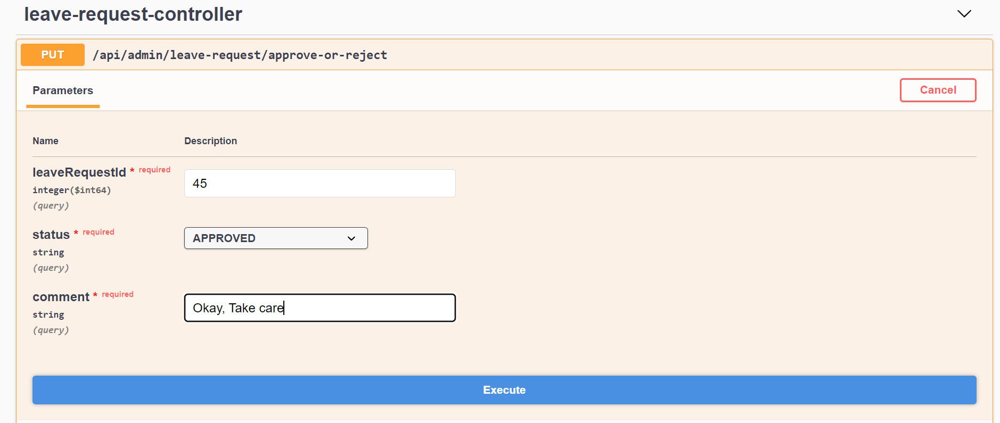 leave-request-controller
PUT /api/admin/leave-request/approve-or-reject
Parameters Cancel
Name Description
leaveRequestId * required
integer($int64)
(query)
45
status * required
string
(query)
APPROVED
comment * required
string
(query)
Okay, Take care
Execute